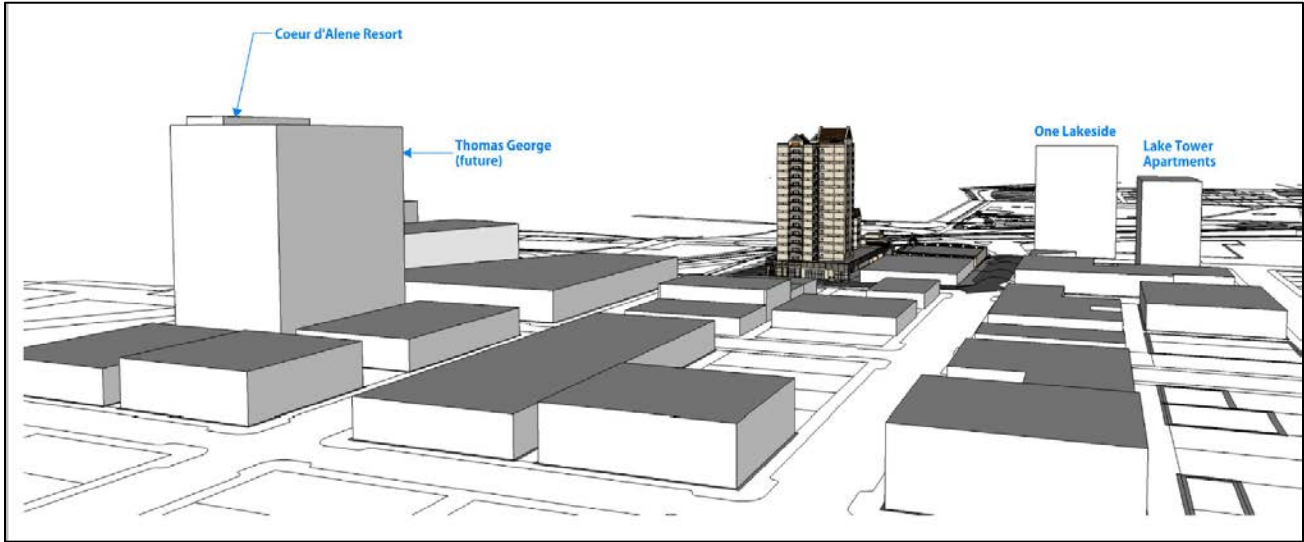 Coeur d'Alene Resort
Thomas George
(future)
One Lakeside
Lake Tower
Apartments